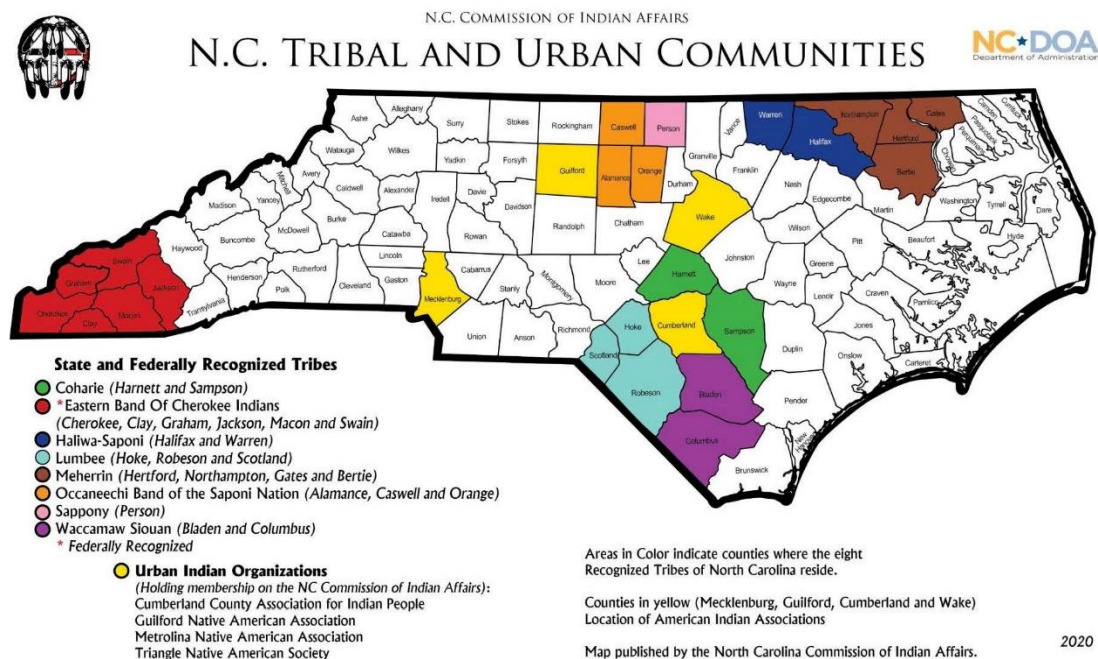 N.C. COMMISSION OF INDIAN AFFAIRS
N.C. TRIBAL AND URBAN COMMUNITIES
NC★DOA
Department of Administration
Ashe
Alleghany
Surry
Stokes
Rockingham
Caswell
Person
Vance
Warren
Northampton
Gates
Camden
Currituck
Pasquotank
Perquimans
Chowan
Hertford
Halifax
Bertie
Watauga
Wilkes
Yadkin
Forsyth
Guilford
Alamance
Orange
Durham
Granville
Franklin
Nash
Edgecombe
Martin
Washington
Tyrrell
Dare
Mitchell
Avery
Yancey
Madison
Caldwell
Alexander
Iredell
Davie
Davidson
Randolph
Chatham
Wake
Wilson
Pitt
Beaufort
Hyde
Haywood
Buncombe
McDowell
Burke
Catawba
Rowan
Lee
Harnett
Johnston
Greene
Wayne
Lenoir
Craven
Pamlico
Swain
Graham
Jackson
Cherokee
Clay
Macon
Transylvania
Henderson
Polk
Rutherford
Cleveland
Lincoln
Gaston
Mecklenburg
Cabarrus
Stanly
Montgomery
Moore
Union
Anson
Richmond
Scotland
Hoke
Cumberland
Sampson
Duplin
Jones
Onslow
Carteret
Robeson
Bladen
Pender
Columbus
New Hanover
Brunswick
State and Federally Recognized Tribes
Coharie (Harnett and Sampson)
*Eastern Band Of Cherokee Indians
(Cherokee, Clay, Graham, Jackson, Macon and Swain)
Haliwa-Saponi (Halifax and Warren)
Lumbee (Hoke, Robeson and Scotland)
Meherrin (Hertford, Northampton, Gates and Bertie)
Occaneechi Band of the Saponi Nation (Alamance, Caswell and Orange)
Sappony (Person)
Waccamaw Siouan (Bladen and Columbus)
* Federally Recognized
Urban Indian Organizations
(Holding membership on the NC Commission of Indian Affairs):
Cumberland County Association for Indian People
Guilford Native American Association
Metrolina Native American Association
Triangle Native American Society
Areas in Color indicate counties where the eight
Recognized Tribes of North Carolina reside.
Counties in yellow (Mecklenburg, Guilford, Cumberland and Wake)
Location of American Indian Associations
Map published by the North Carolina Commission of Indian Affairs.
2020